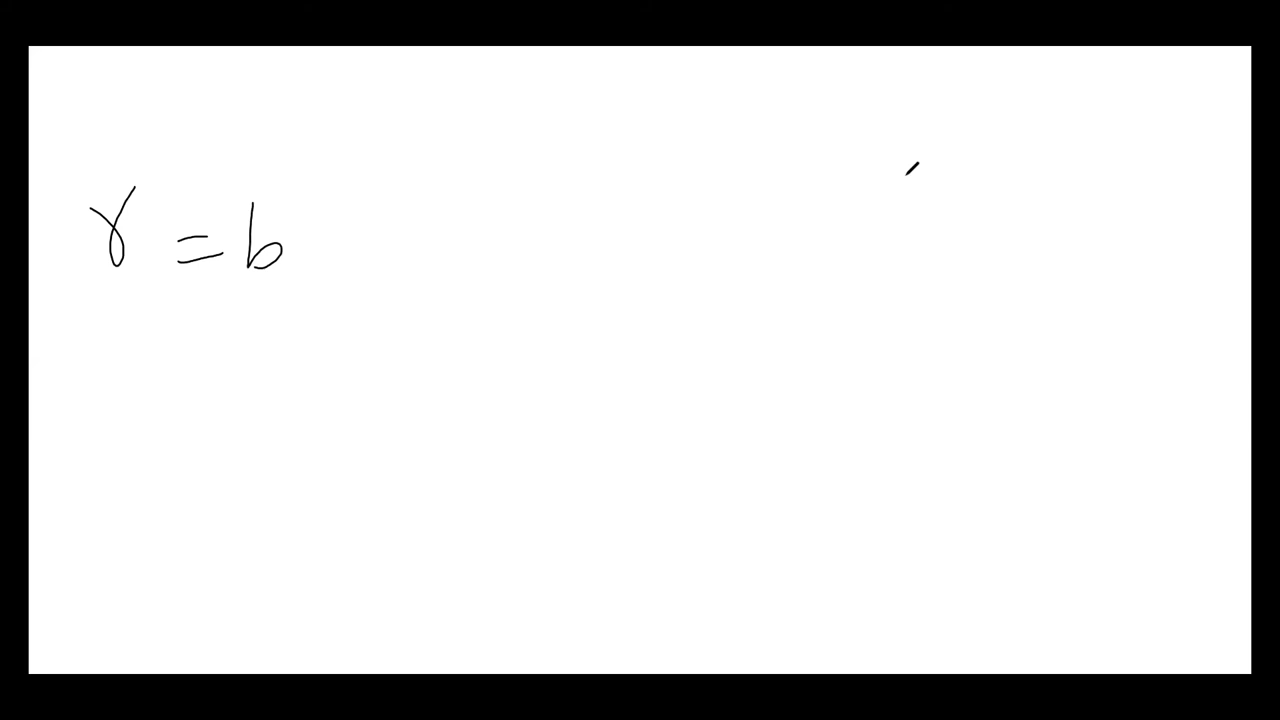 γ = b